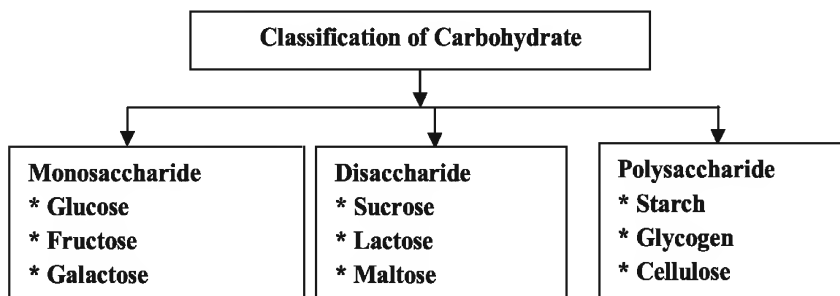 Classification of Carbohydrate
Monosaccharide
* Glucose
* Fructose
* Galactose
Disaccharide
* Sucrose
* Lactose
* Maltose
Polysaccharide
* Starch
* Glycogen
* Cellulose